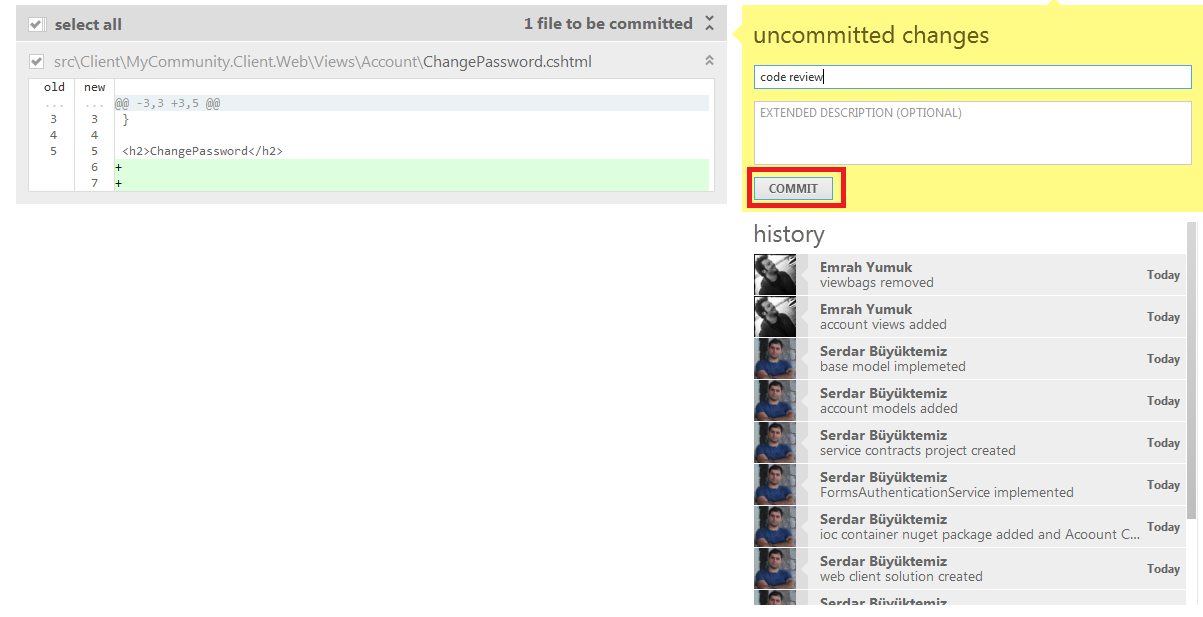 select all
1 file to be committed
src\Client\MyCommunity.Client.Web\Views\Account\ChangePassword.cshtml
old new
... ... @@ -3,3 +3,5 @@
3 3 }
4 4
5 5 <h2>ChangePassword</h2>
6 +
7 +
uncommitted changes
code review
EXTENDED DESCRIPTION (OPTIONAL)
COMMIT
history
Emrah Yumuk
viewbags removed
Today
Emrah Yumuk
account views added
Today
Serdar Büyüktemiz
base model implemeted
Today
Serdar Büyüktemiz
account models added
Today
Serdar Büyüktemiz
service contracts project created
Today
Serdar Büyüktemiz
FormsAuthenticationService implemented
Today
Serdar Büyüktemiz
ioc container nuget package added and Acoount C...
Today
Serdar Büyüktemiz
web client solution created
Today
Serdar Büyüktemiz